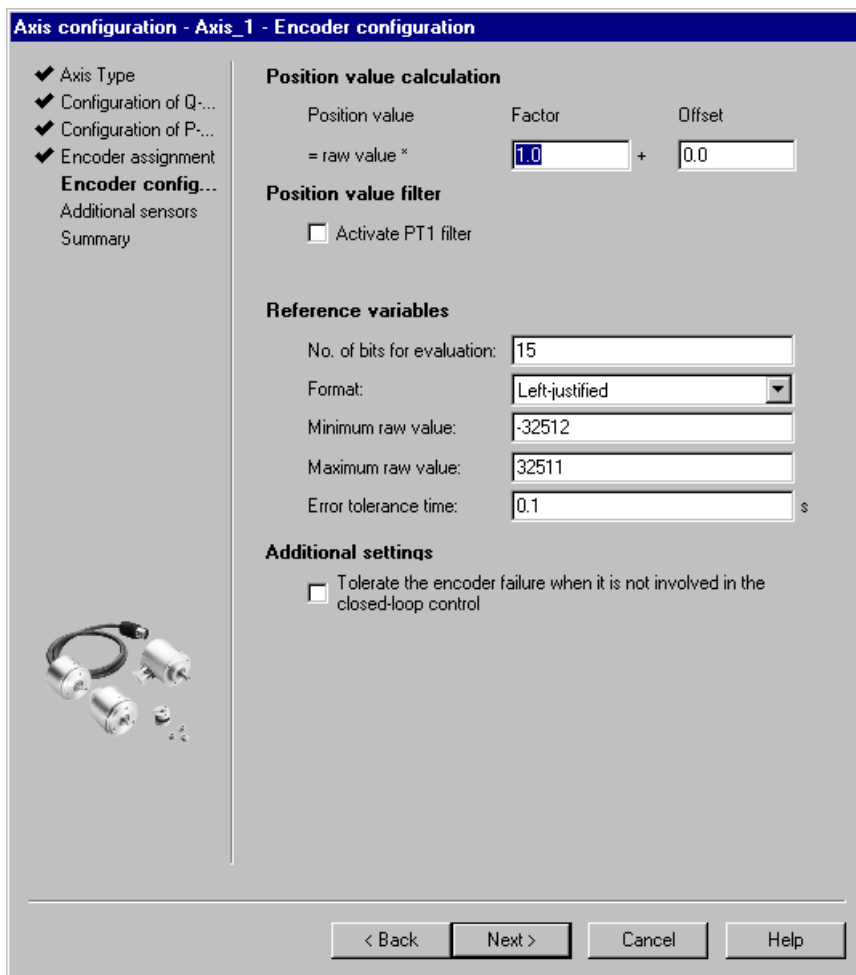 Axis configuration - Axis_1 - Encoder configuration
Axis Type
Configuration of Q-...
Configuration of P-...
Encoder assignment
Encoder config...
Additional sensors
Summary
Position value calculation
Position value Factor Offset
= raw value * 1.0 + 0.0
Position value filter
Activate PT1 filter
Reference variables
No. of bits for evaluation: 15
Format: Left-justified
Minimum raw value: -32512
Maximum raw value: 32511
Error tolerance time: 0.1 s
Additional settings
Tolerate the encoder failure when it is not involved in the
closed-loop control
< Back Next > Cancel Help